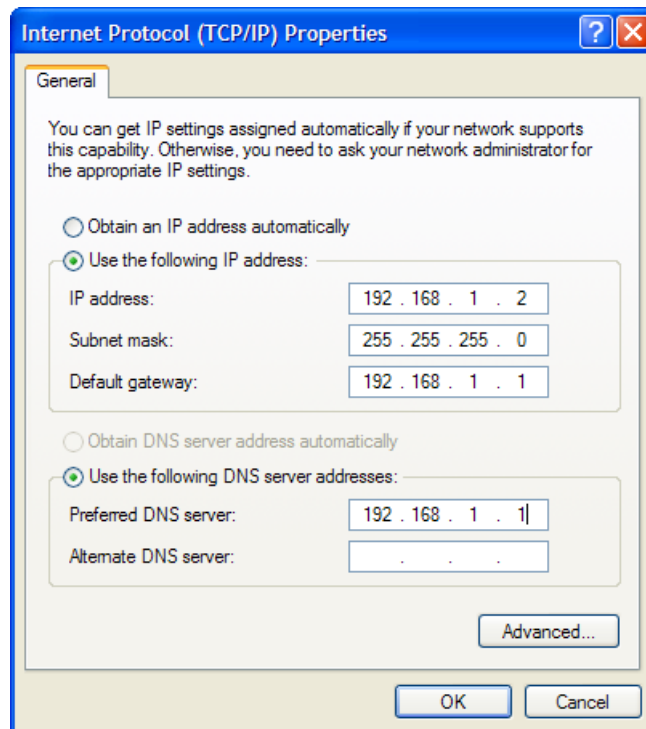 Internet Protocol (TCP/IP) Properties
General
You can get IP settings assigned automatically if your network supports
this capability. Otherwise, you need to ask your network administrator for
the appropriate IP settings.
Obtain an IP address automatically
Use the following IP address:
IP address: 192 . 168 . 1 . 2
Subnet mask: 255 . 255 . 255 . 0
Default gateway: 192 . 168 . 1 . 1
Obtain DNS server address automatically
Use the following DNS server addresses:
Preferred DNS server: 192 . 168 . 1 . 1
Alternate DNS server: . . .
Advanced...
OK Cancel